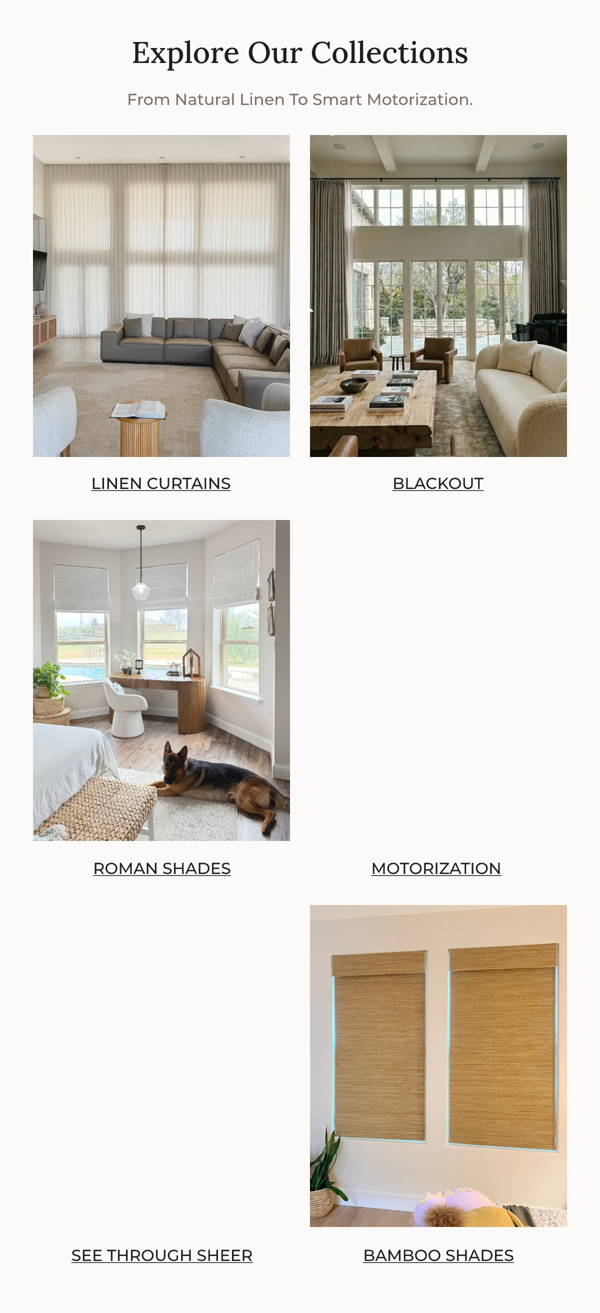 Explore Our Collections
From Natural Linen To Smart Motorization.
LINEN CURTAINS
BLACKOUT
ROMAN SHADES
MOTORIZATION
SEE THROUGH SHEER
BAMBOO SHADES